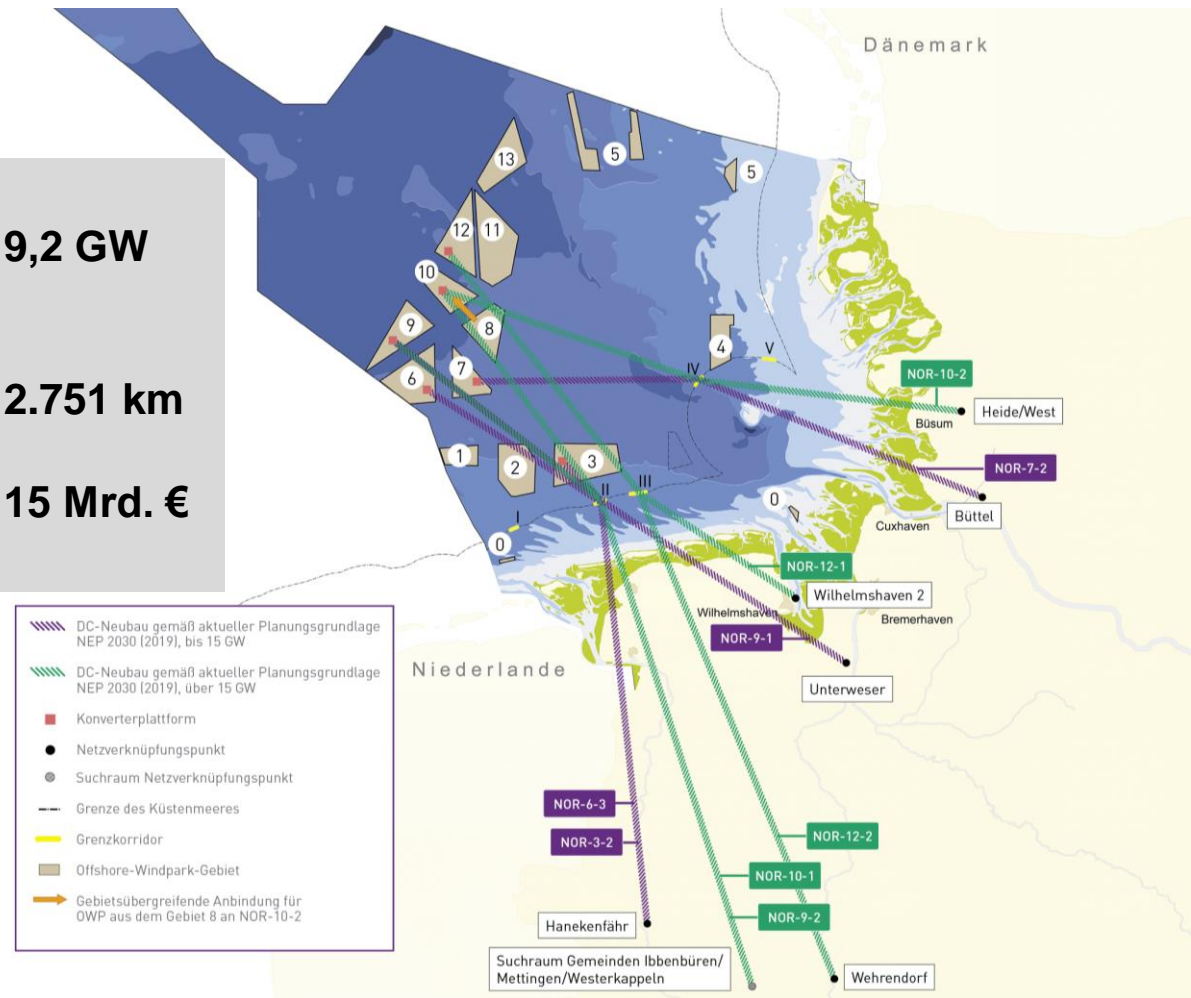 Dänemark
9,2 GW
2.751 km
15 Mrd. €
13
5
5
12
11
10
9
8
7
6
4
V
IV
NOR-10-2
Heide/West
Büsum
NOR-7-2
Büttel
1
2
3
II
III
I
0
0
Cuxhaven
NOR-12-1
Wilhelmshaven 2
Wilhelmshaven
Bremerhaven
NOR-9-1
Unterweser
Niederlande
DC-Neubau gemäß aktueller Planungsgrundlage
NEP 2030 (2019), bis 15 GW
DC-Neubau gemäß aktueller Planungsgrundlage
NEP 2030 (2019), über 15 GW
Konverterplattform
Netzverknüpfungspunkt
Suchraum Netzverknüpfungspunkt
Grenze des Küstenmeeres
Grenzkorridor
Offshore-Windpark-Gebiet
Gebietsübergreifende Anbindung für
OWP aus dem Gebiet 8 an NOR-10-2
NOR-6-3
NOR-3-2
NOR-12-2
NOR-10-1
NOR-9-2
Hanekenfähr
Suchraum Gemeinden Ibbenbüren/
Mettingen/Westerkappeln
Wehrendorf